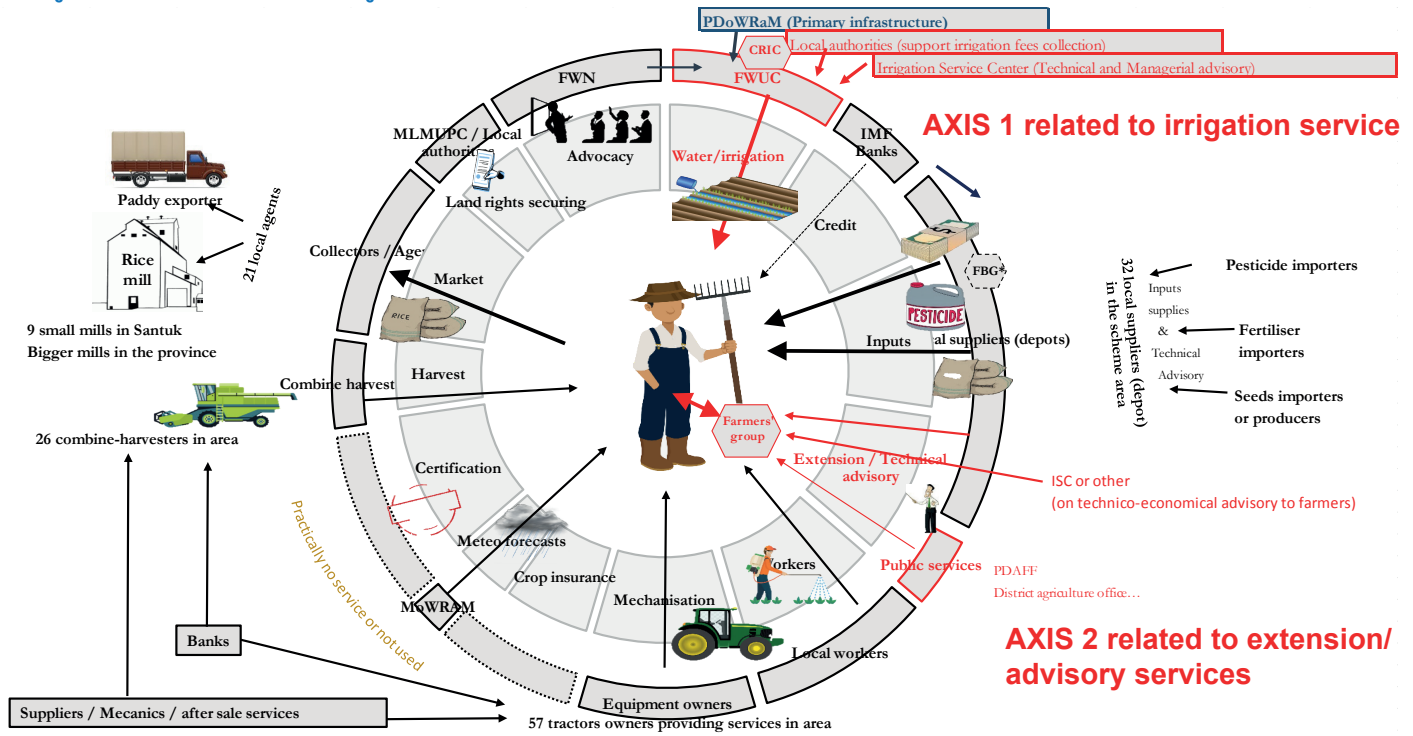 PDoWRaM (Primary infrastructure)
CRIC
Local authorities (support irrigation fees collection)
Irrigation Service Center (Technical and Managerial advisory)
FWN
FWUC
AXIS 1 related to irrigation service
MLMUPC / Local
authorities
IMF
Banks
Advocacy
Water/irrigation
Land rights securing
Credit
Paddy exporter
21 local agents
Rice
mill
9 small mills in Santuk
Bigger mills in the province
Collectors / Age
Market
RICE
FBG*
PESTICIDE
Inputs
al suppliers (depots)
32 local suppliers (depot)
in the scheme area
Inputs
supplies
&
Technical
Advisory
Pesticide importers
Fertiliser
importers
Seeds importers
or producers
Combine harvest
Harvest
26 combine-harvesters in area
Farmers'
group
Certification
Extension / Technical
advisory
ISC or other
(on technico-economical advisory to farmers)
Practically no service or not used
Meteo forecasts
Crop insurance
Mechanisation
orkers
Public services
PDAFF
District agriculture office…
MoWRAM
Banks
Local workers
AXIS 2 related to extension/
advisory services
Suppliers / Mecanics / after sale services
Equipment owners
57 tractors owners providing services in area